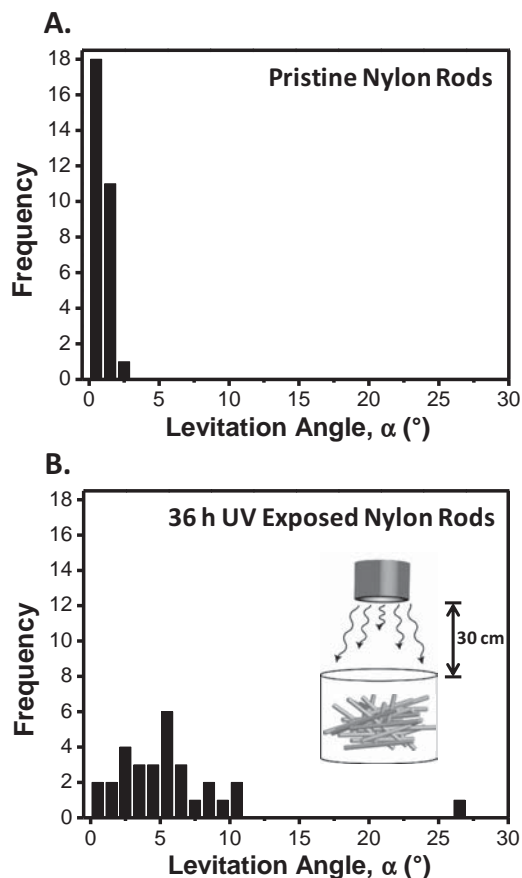 A.
Pristine Nylon Rods
18
16
14
12
10
8
6
4
2
0
Frequency
0 5 10 15 20 25 30
Levitation Angle, α (°)
B.
36 h UV Exposed Nylon Rods
18
16
14
12
10
8
6
4
2
0
Frequency
30 cm
0 5 10 15 20 25 30
Levitation Angle, α (°)